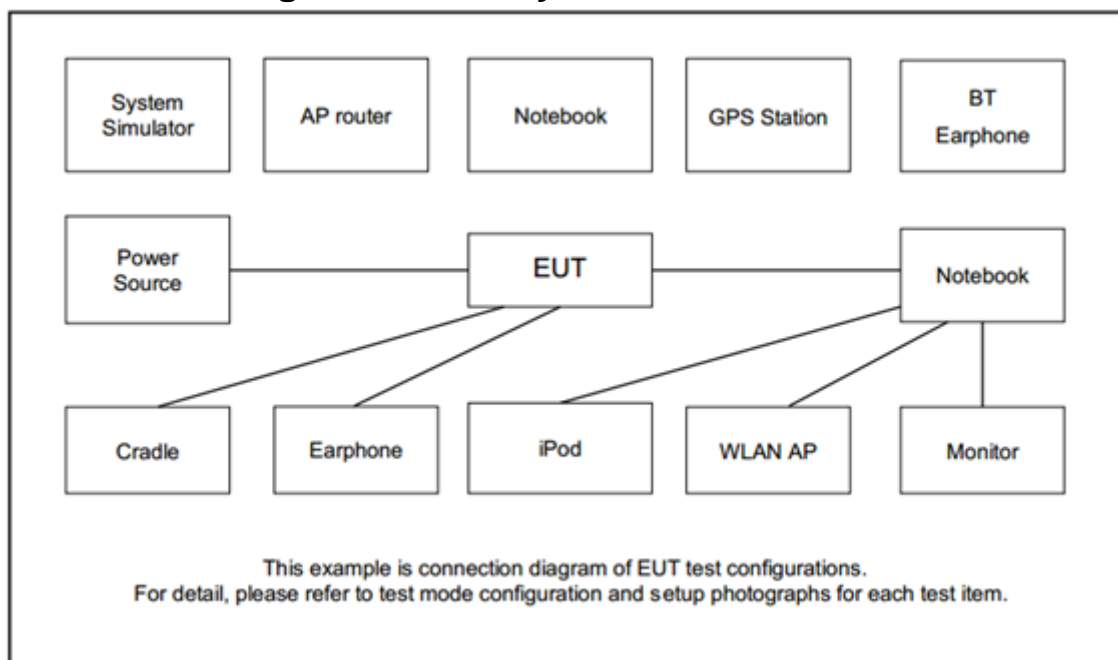 System
Simulator
AP router
Notebook
GPS Station
BT
Earphone
Power
Source
EUT
Notebook
Cradle
Earphone
iPod
WLAN AP
Monitor
This example is connection diagram of EUT test configurations.
For detail, please refer to test mode configuration and setup photographs for each test item.